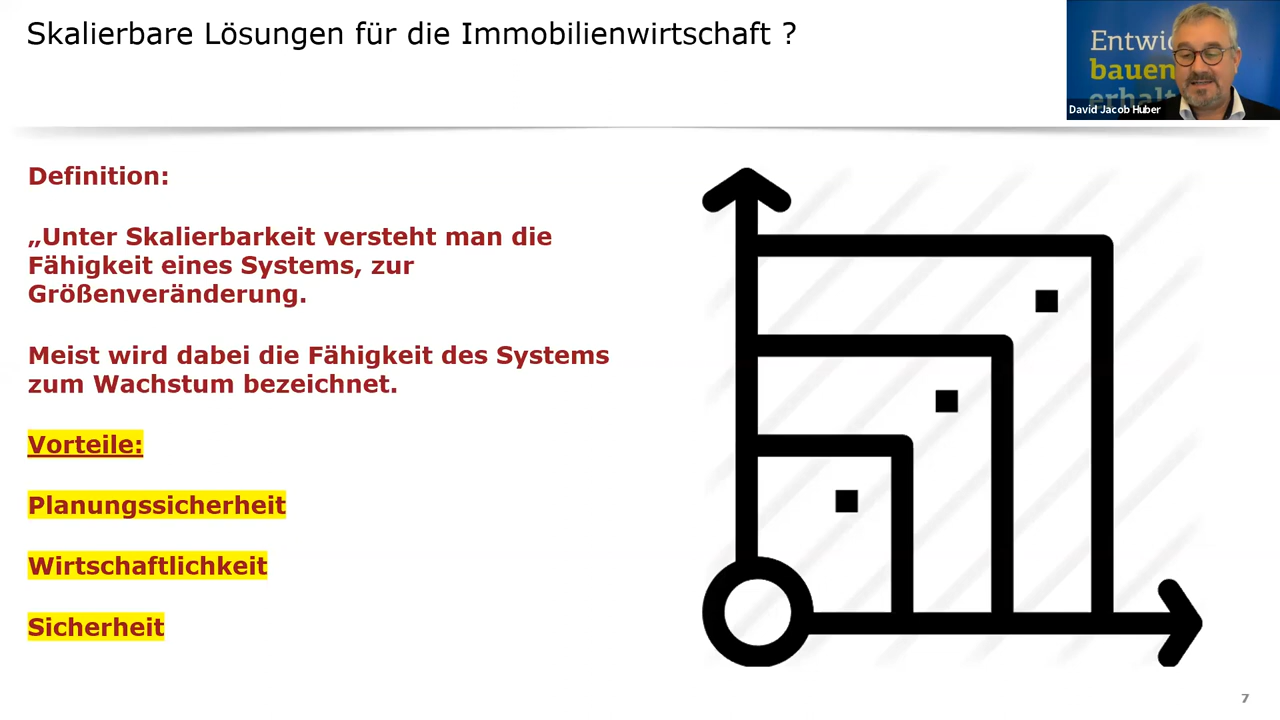 Skalierbare Lösungen für die Immobilienwirtschaft ?
Entwic
bauen
erhalt
David Jacob Huber
Definition:
„Unter Skalierbarkeit versteht man die
Fähigkeit eines Systems, zur
Größenveränderung.
Meist wird dabei die Fähigkeit des Systems
zum Wachstum bezeichnet.
Vorteile:
Planungssicherheit
Wirtschaftlichkeit
Sicherheit
7